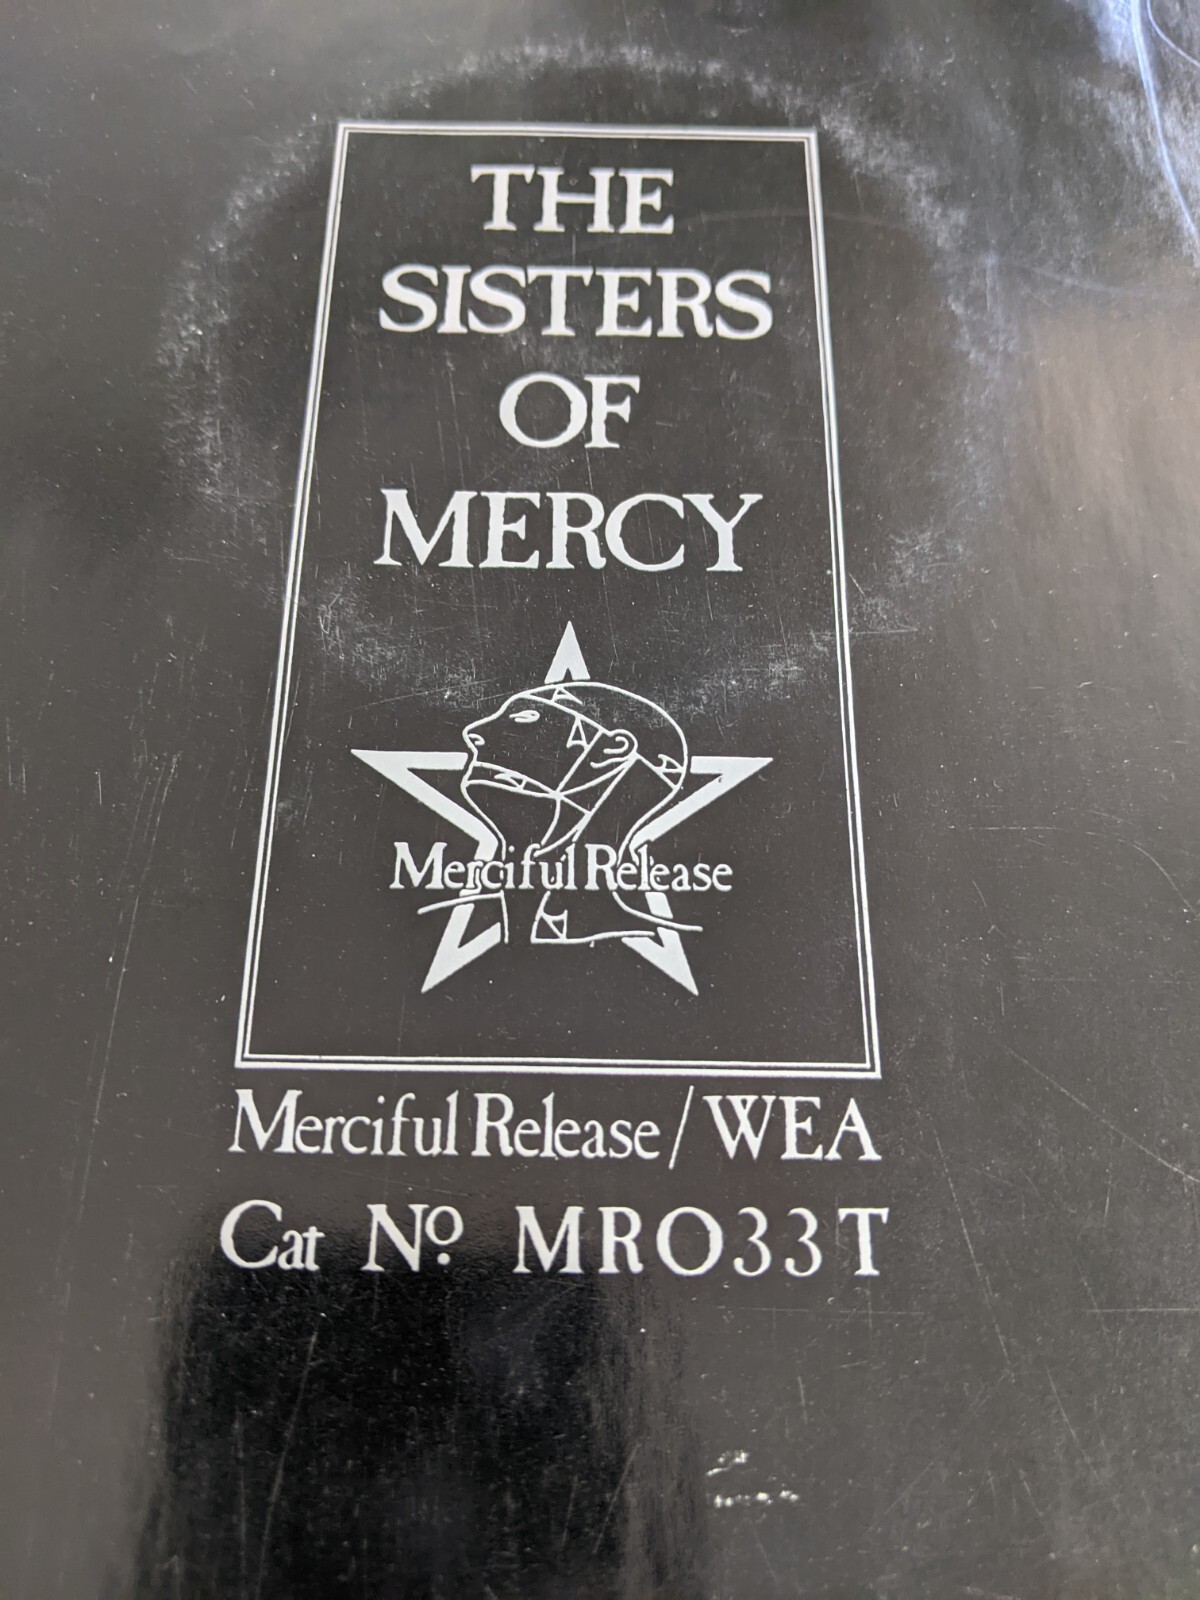 THE
SISTERS
OF
MERCY
Merciful Release
Merciful Release / WEA
Cat Nº. MRO33T